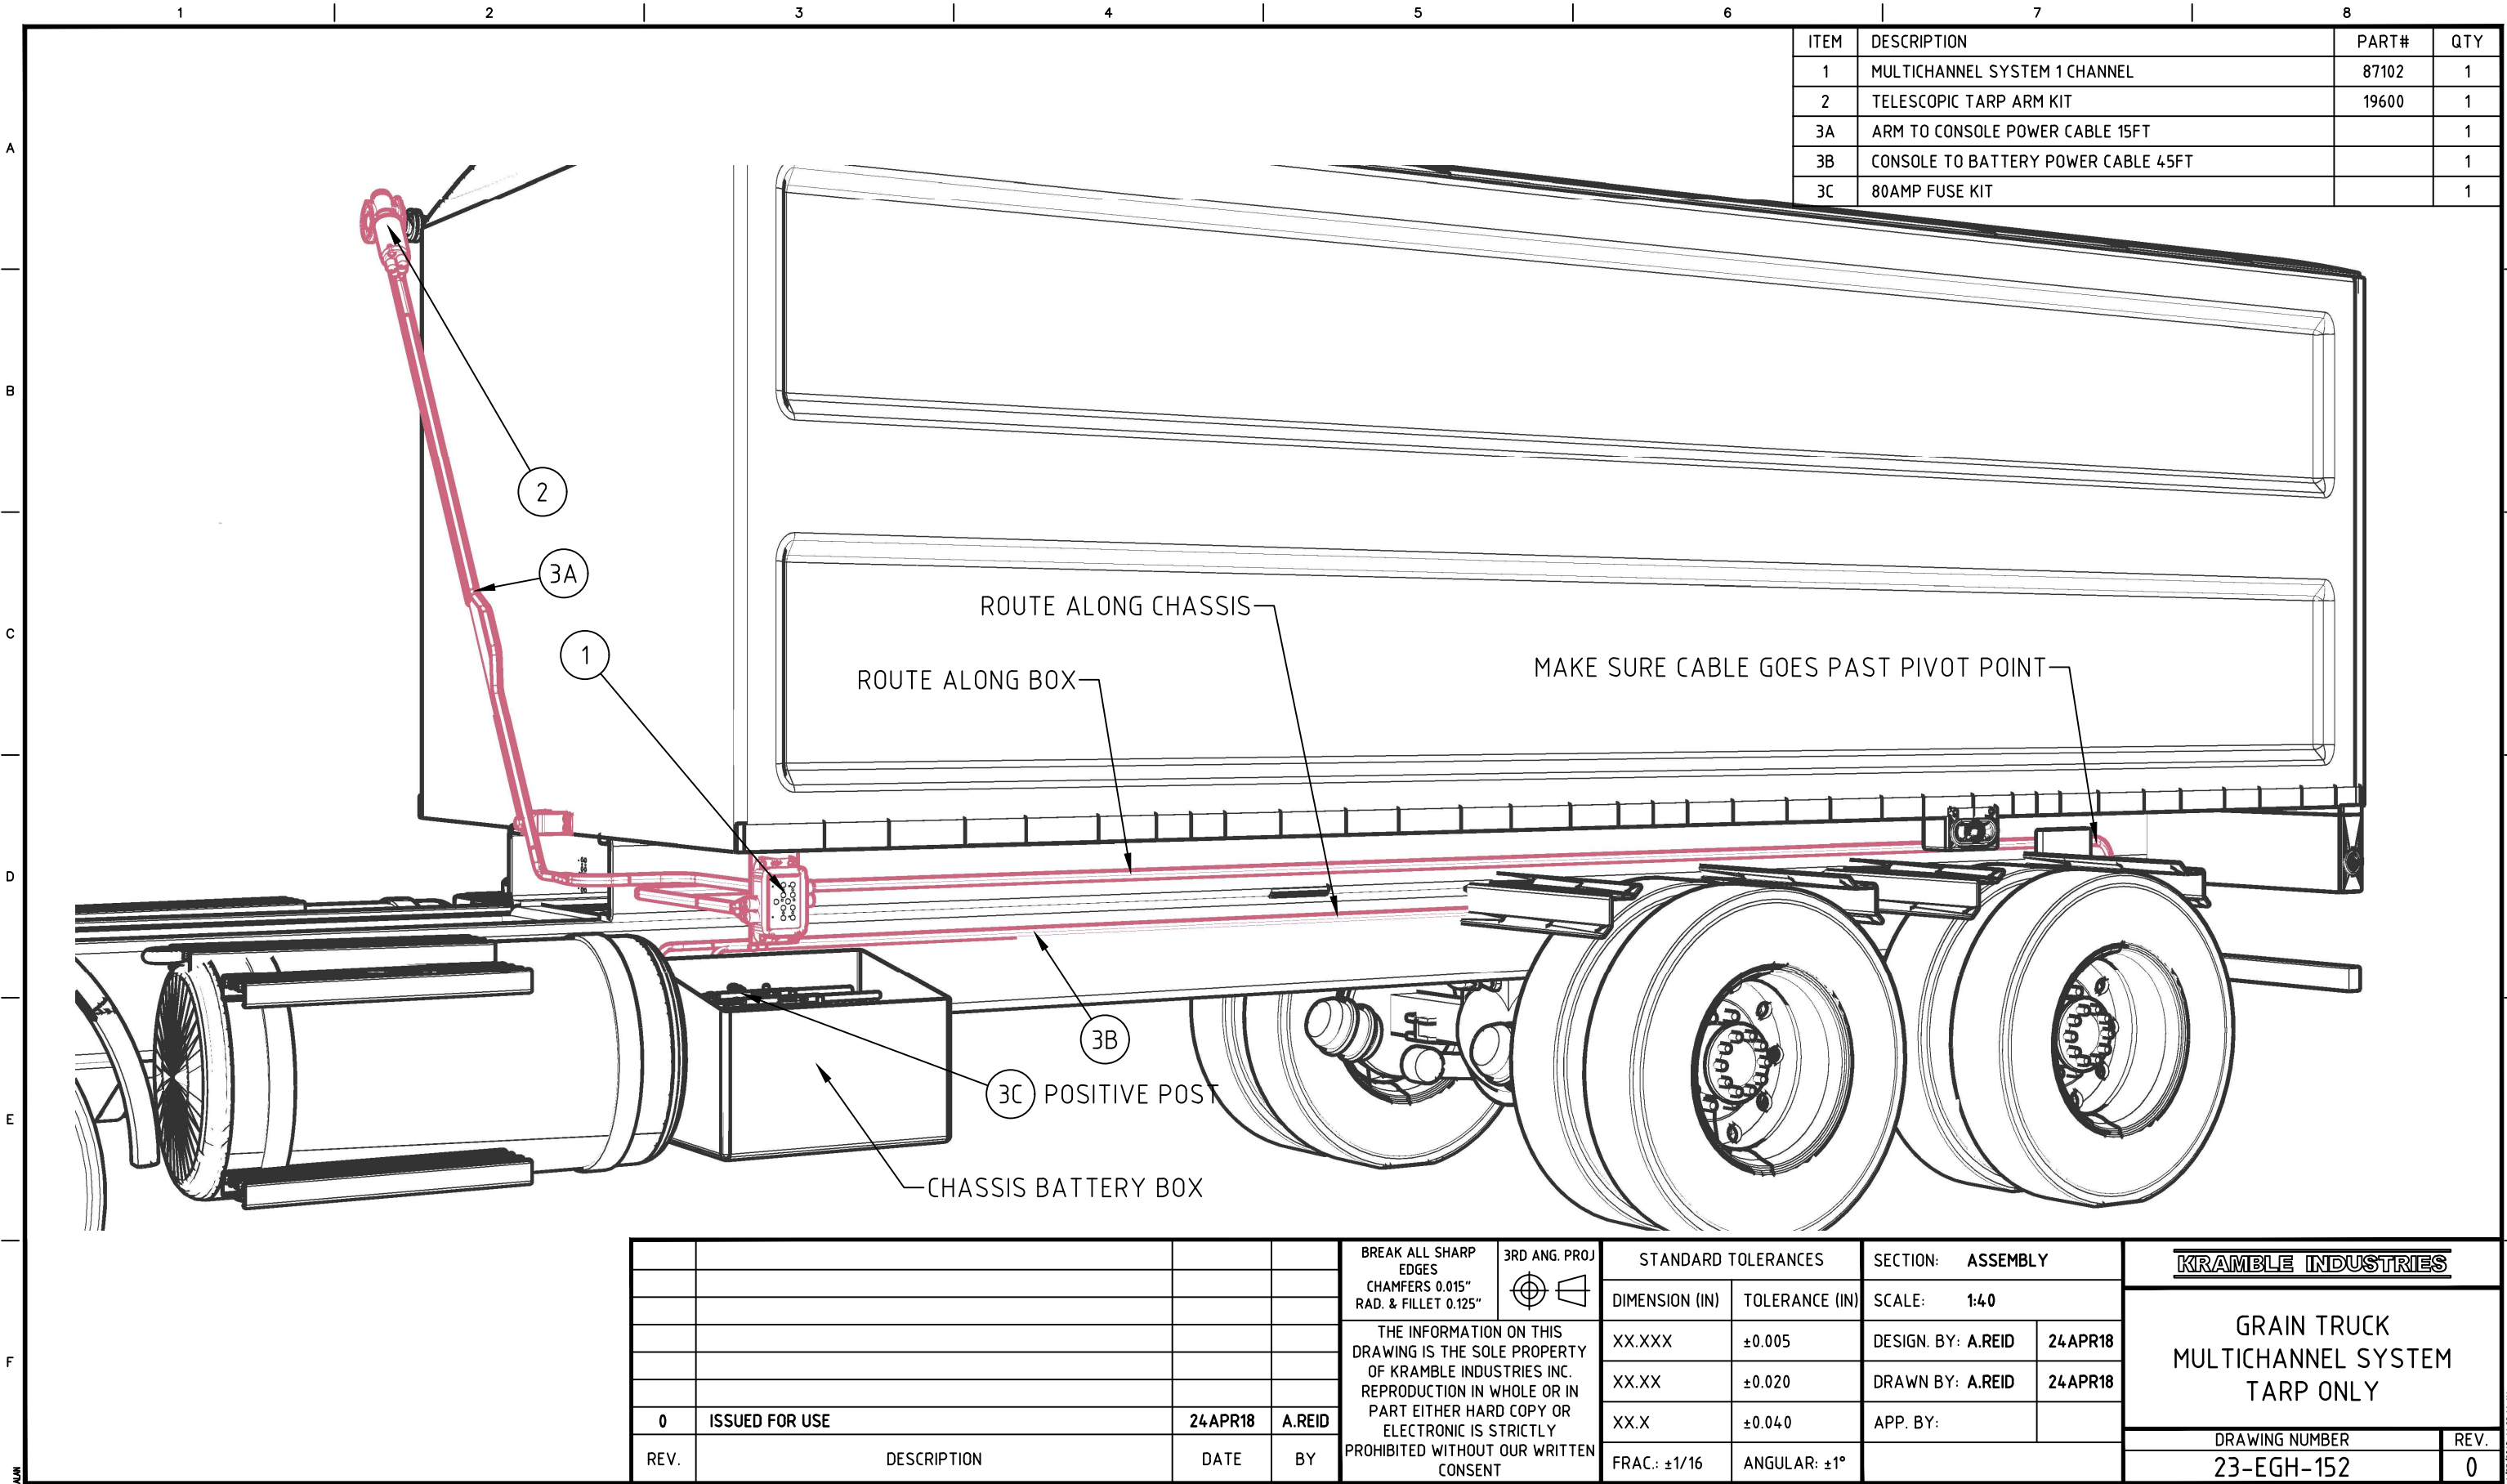 1 2 3 4 5 6 7 8
ITEM DESCRIPTION PART# QTY
1 MULTICHANNEL SYSTEM 1 CHANNEL 87102 1
2 TELESCOPIC TARP ARM KIT 19600 1
3A ARM TO CONSOLE POWER CABLE 15FT 1
3B CONSOLE TO BATTERY POWER CABLE 45FT 1
3C 80AMP FUSE KIT 1
A
B
C
D
E
F
2
3A
1
ROUTE ALONG CHASSIS
ROUTE ALONG BOX
MAKE SURE CABLE GOES PAST PIVOT POINT
3B
3C POSITIVE POST
CHASSIS BATTERY BOX
0 ISSUED FOR USE 24APR18 A.REID
REV. DESCRIPTION DATE BY
BREAK ALL SHARP
EDGES
CHAMFERS 0.015"
RAD. & FILLET 0.125"
3RD ANG. PROJ
THE INFORMATION ON THIS
DRAWING IS THE SOLE PROPERTY
OF KRAMBLE INDUSTRIES INC.
REPRODUCTION IN WHOLE OR IN
PART EITHER HARD COPY OR
ELECTRONIC IS STRICTLY
PROHIBITED WITHOUT OUR WRITTEN
CONSENT
STANDARD TOLERANCES
DIMENSION (IN) TOLERANCE (IN)
XX.XXX ±0.005
XX.XX ±0.020
XX.X ±0.040
FRAC.: ±1/16 ANGULAR: ±1°
SECTION: ASSEMBLY
SCALE: 1:40
DESIGN. BY: A.REID 24APR18
DRAWN BY: A.REID 24APR18
APP. BY:
KRAMBLE INDUSTRIES
GRAIN TRUCK
MULTICHANNEL SYSTEM
TARP ONLY
DRAWING NUMBER REV.
23-EGH-152 0